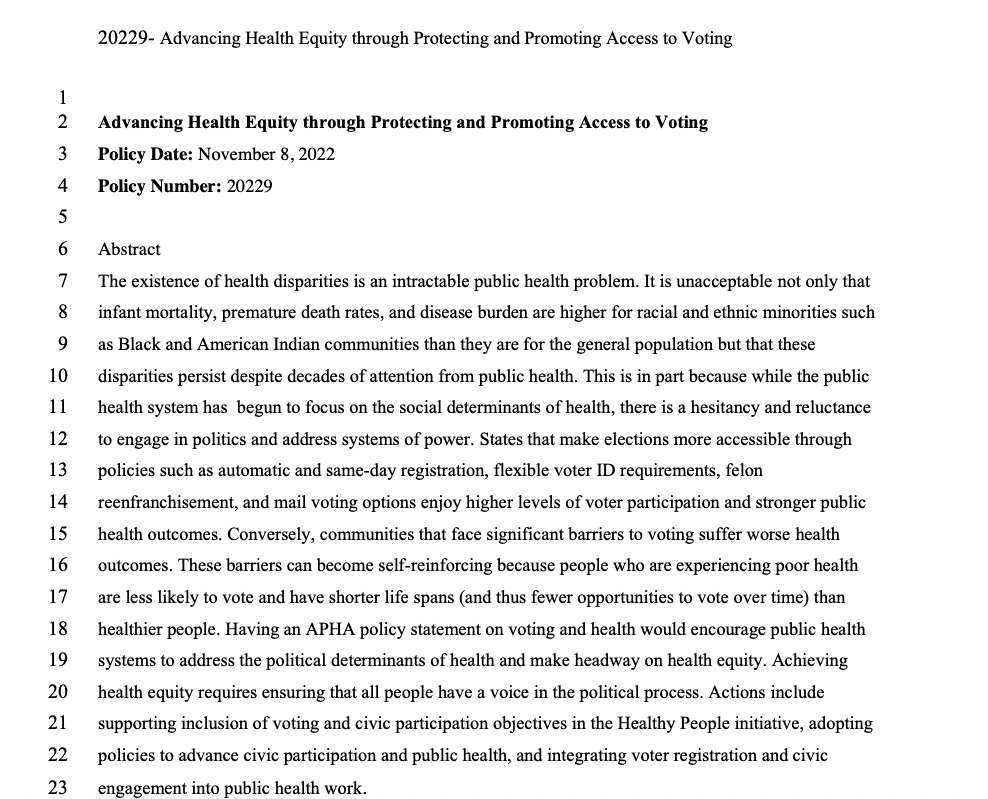 20229- Advancing Health Equity through Protecting and Promoting Access to Voting
1
2 Advancing Health Equity through Protecting and Promoting Access to Voting
3 Policy Date: November 8, 2022
4 Policy Number: 20229
5
6 Abstract
7 The existence of health disparities is an intractable public health problem. It is unacceptable not only that
8 infant mortality, premature death rates, and disease burden are higher for racial and ethnic minorities such
9 as Black and American Indian communities than they are for the general population but that these
10 disparities persist despite decades of attention from public health. This is in part because while the public
11 health system has  begun to focus on the social determinants of health, there is a hesitancy and reluctance
12 to engage in politics and address systems of power. States that make elections more accessible through
13 policies such as automatic and same-day registration, flexible voter ID requirements, felon
14 reenfranchisement, and mail voting options enjoy higher levels of voter participation and stronger public
15 health outcomes. Conversely, communities that face significant barriers to voting suffer worse health
16 outcomes. These barriers can become self-reinforcing because people who are experiencing poor health
17 are less likely to vote and have shorter life spans (and thus fewer opportunities to vote over time) than
18 healthier people. Having an APHA policy statement on voting and health would encourage public health
19 systems to address the political determinants of health and make headway on health equity. Achieving
20 health equity requires ensuring that all people have a voice in the political process. Actions include
21 supporting inclusion of voting and civic participation objectives in the Healthy People initiative, adopting
22 policies to advance civic participation and public health, and integrating voter registration and civic
23 engagement into public health work.